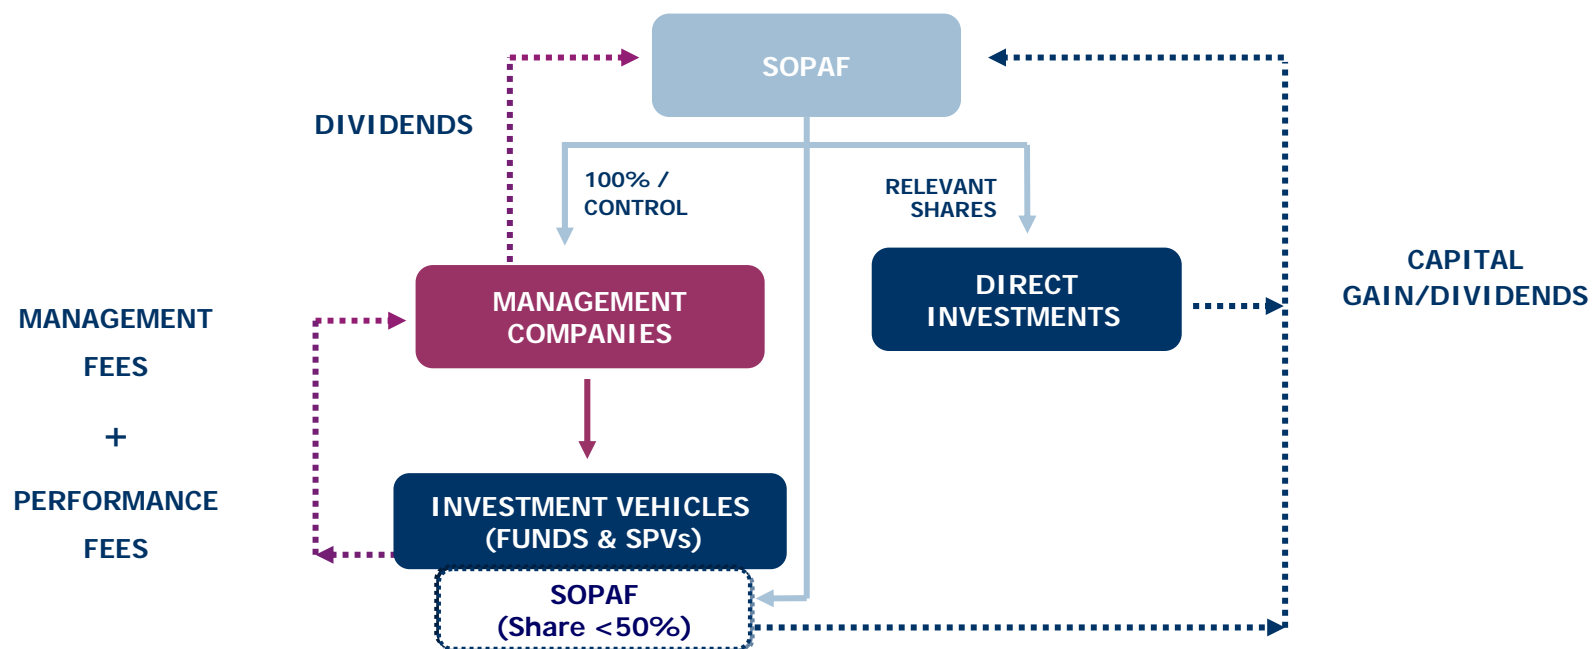 SOPAF
DIVIDENDS
100% /
CONTROL
RELEVANT
SHARES
MANAGEMENT
COMPANIES
DIRECT
INVESTMENTS
CAPITAL
GAIN/DIVIDENDS
MANAGEMENT
FEES
+
PERFORMANCE
FEES
INVESTMENT VEHICLES
(FUNDS & SPVs)
SOPAF
(Share <50%)